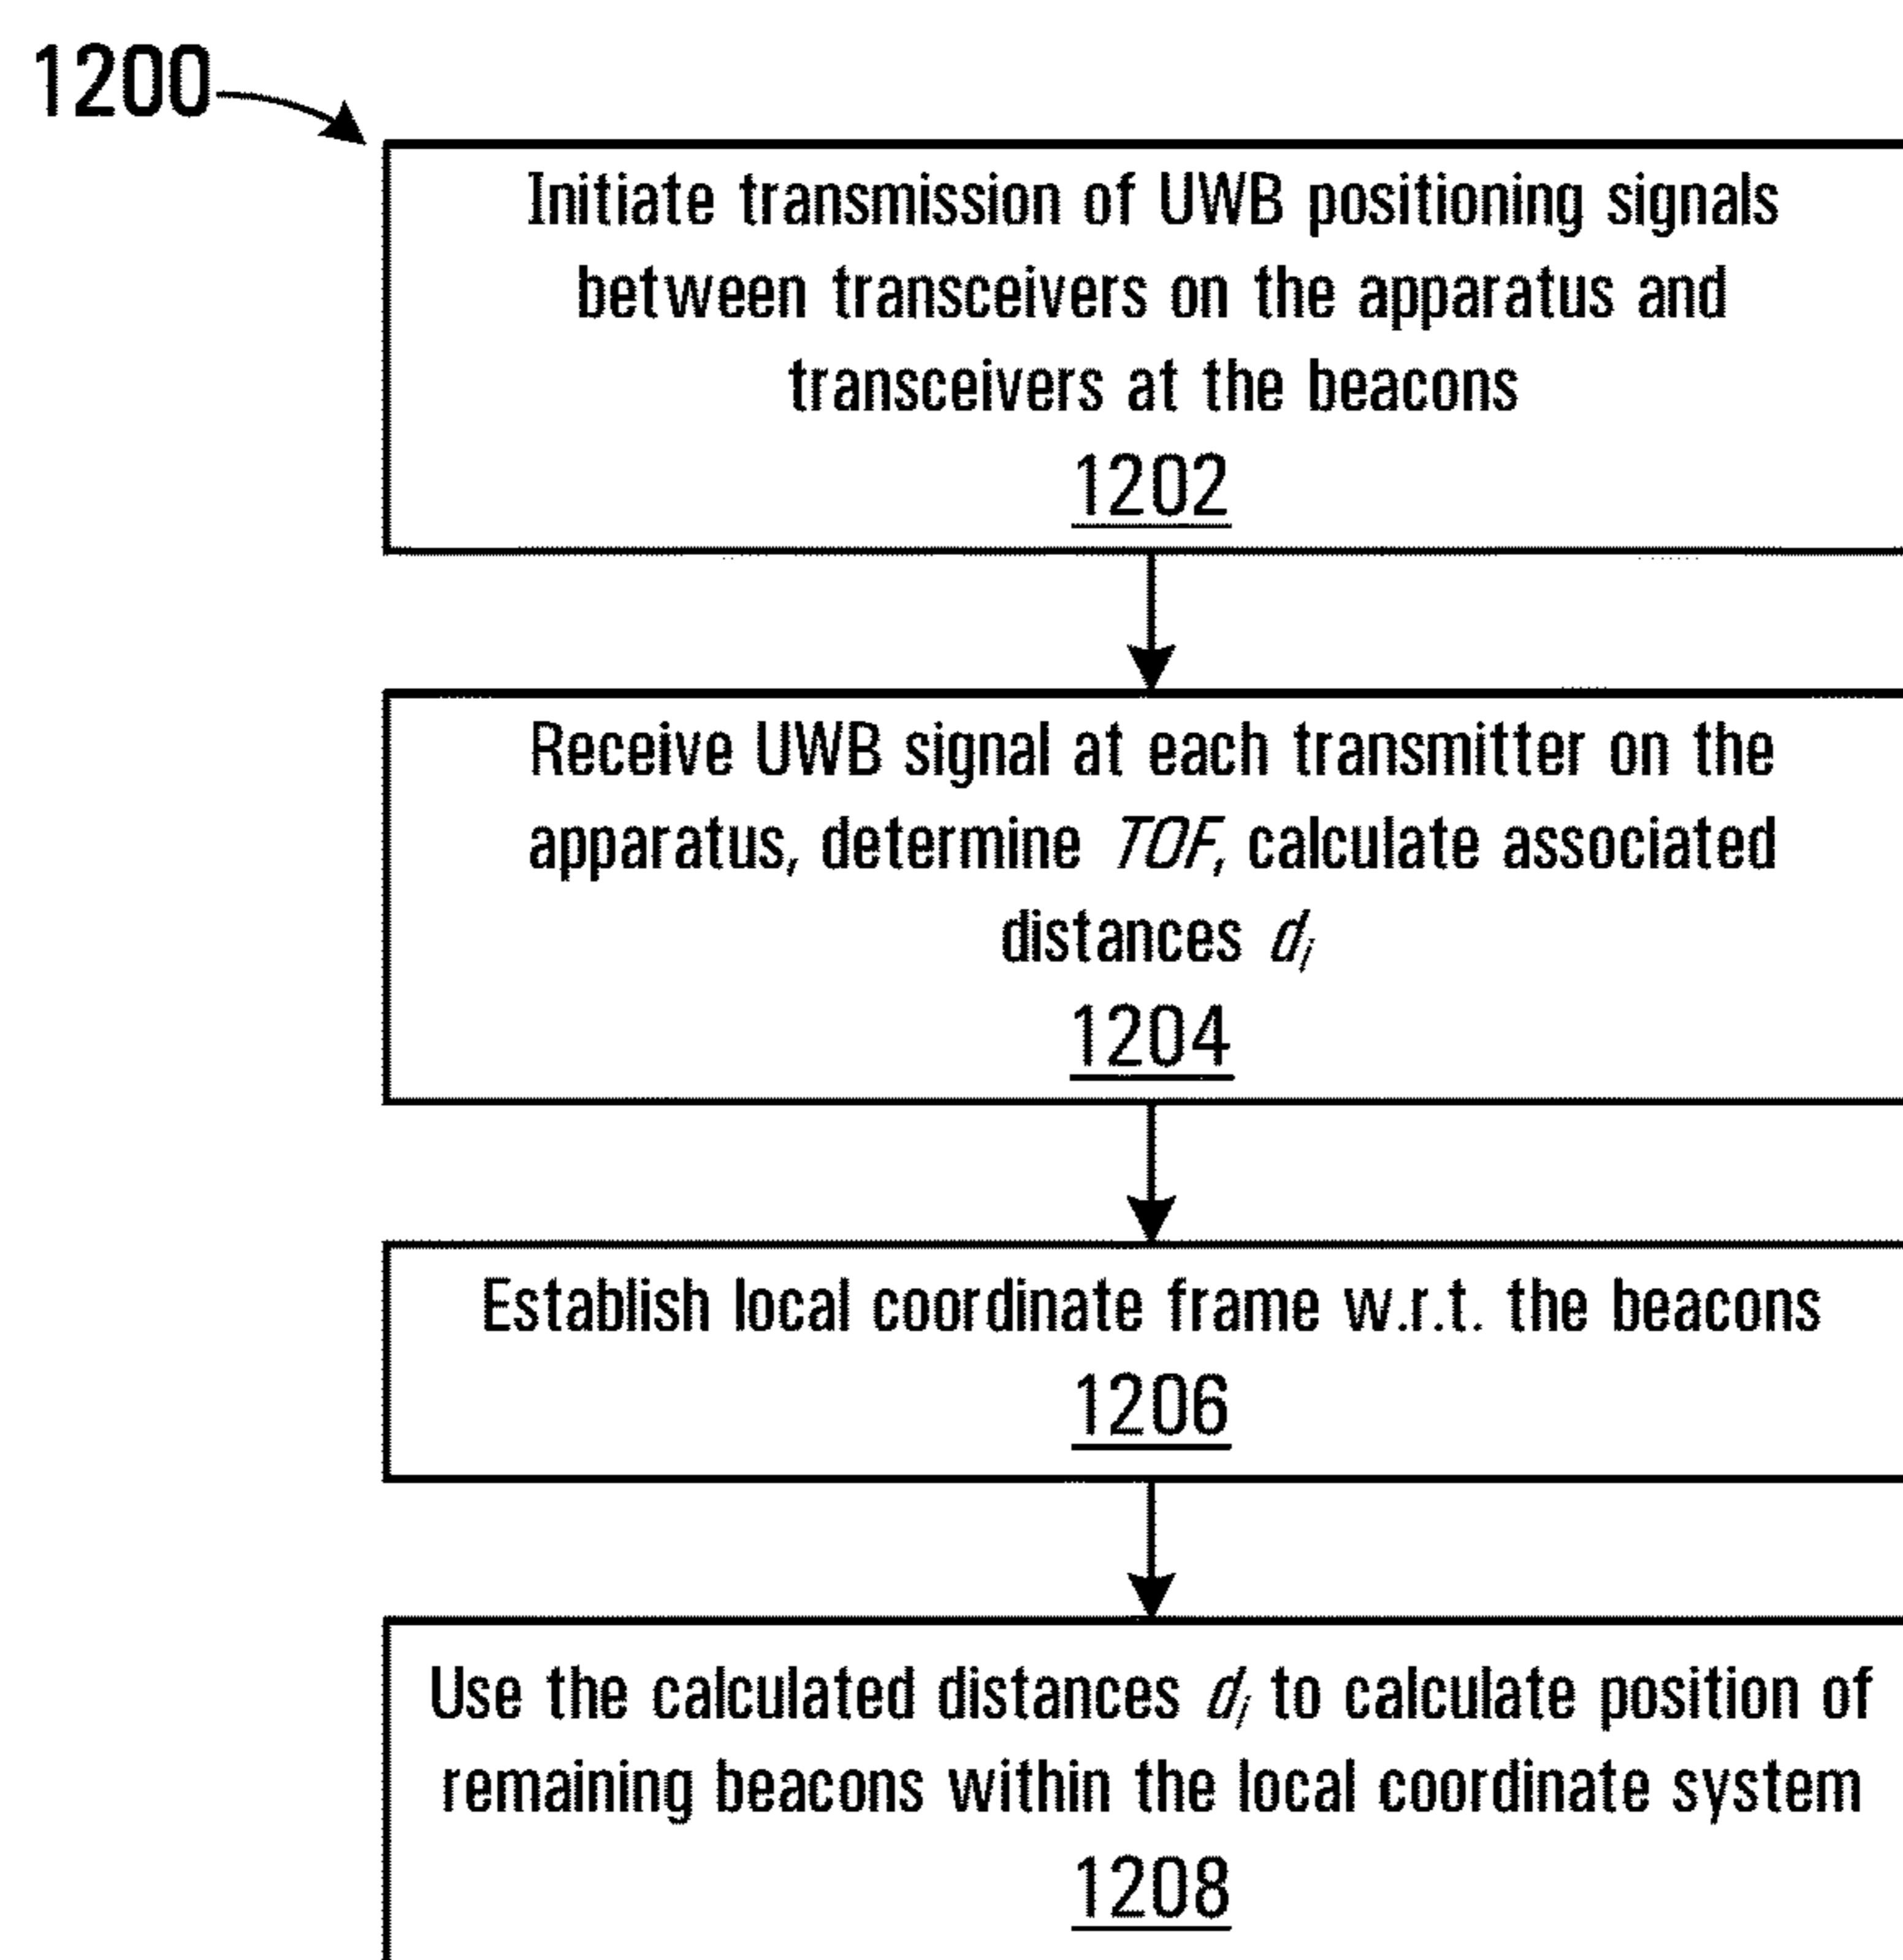 1200
Initiate transmission of UWB positioning signals
between transceivers on the apparatus and
transceivers at the beacons
1202
Receive UWB signal at each transmitter on the
apparatus, determine TOF, calculate associated
distances di
1204
Establish local coordinate frame w.r.t. the beacons
1206
Use the calculated distances di to calculate position of
remaining beacons within the local coordinate system
1208